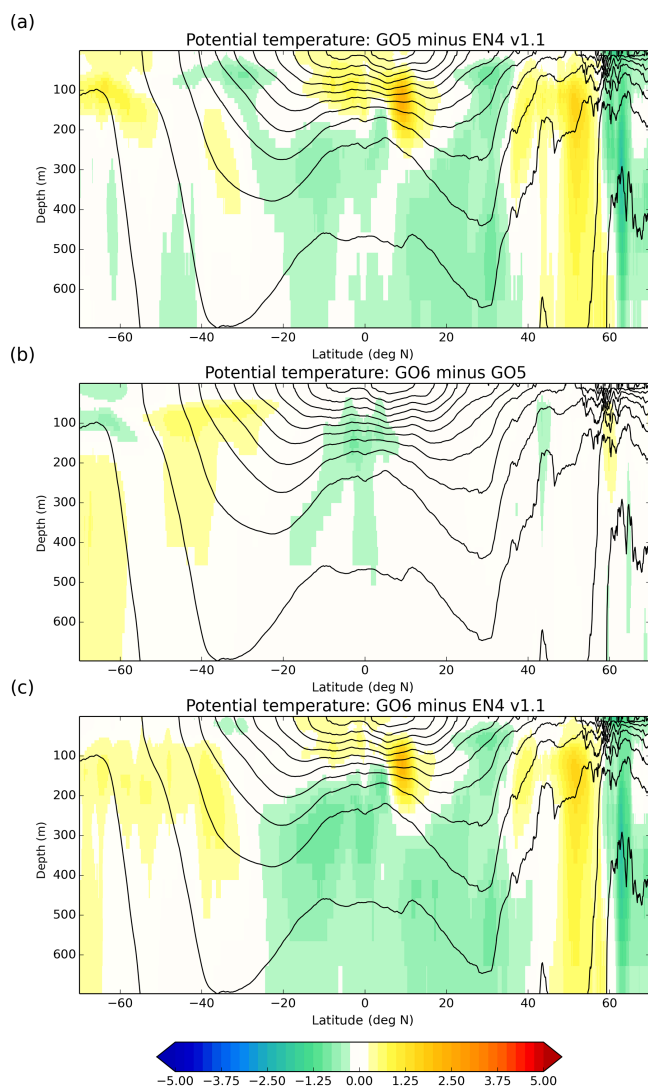 (a)
Potential temperature: GO5 minus EN4 v1.1
100
200
300
400
500
600
Depth (m)
−60 −40 −20 0 20 40 60
Latitude (deg N)
(b)
Potential temperature: GO6 minus GO5
100
200
300
400
500
600
Depth (m)
−60 −40 −20 0 20 40 60
Latitude (deg N)
(c)
Potential temperature: GO6 minus EN4 v1.1
100
200
300
400
500
600
Depth (m)
−60 −40 −20 0 20 40 60
Latitude (deg N)
−5.00 −3.75 −2.50 −1.25 0.00 1.25 2.50 3.75 5.00